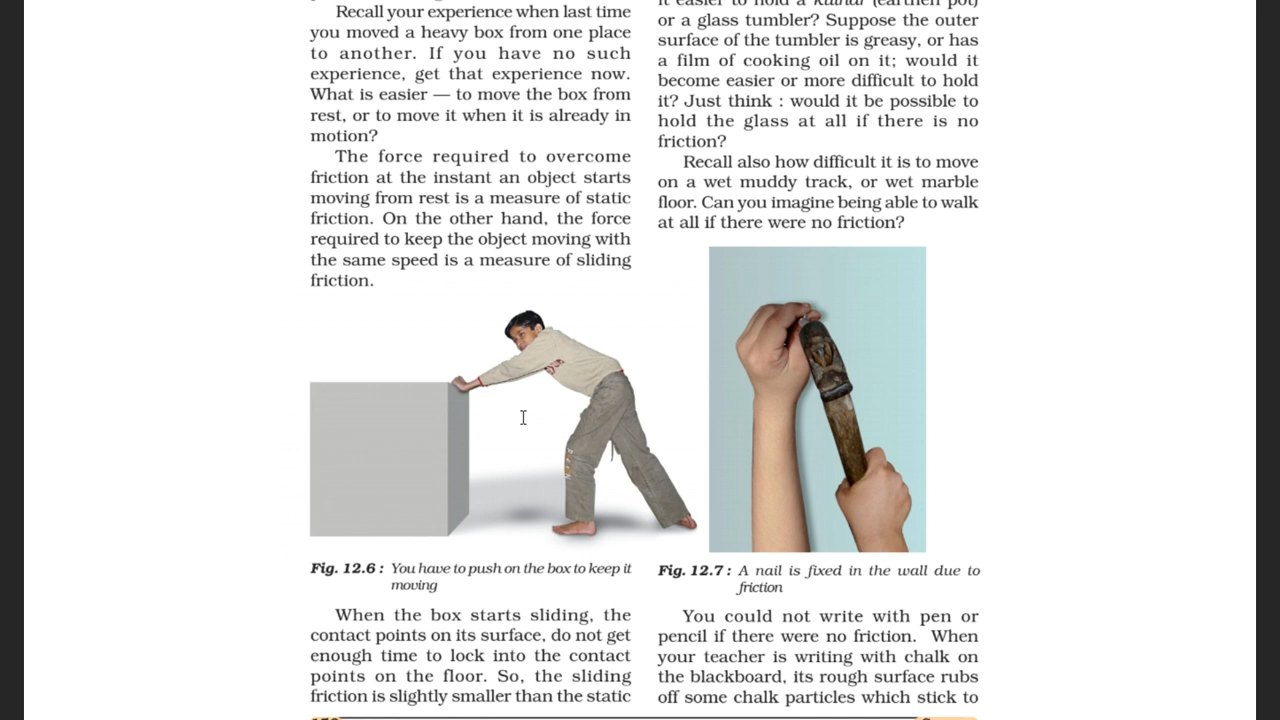 Recall your experience when last time
you moved a heavy box from one place
to another. If you have no such
experience, get that experience now.
What is easier — to move the box from
rest, or to move it when it is already in
motion?
The force required to overcome
friction at the instant an object starts
moving from rest is a measure of static
friction. On the other hand, the force
required to keep the object moving with
the same speed is a measure of sliding
friction.
Fig. 12.6 : You have to push on the box to keep it
moving
When the box starts sliding, the
contact points on its surface, do not get
enough time to lock into the contact
points on the floor. So, the sliding
friction is slightly smaller than the static
it easier to hold a kulhar (earthen pot)
or a glass tumbler? Suppose the outer
surface of the tumbler is greasy, or has
a film of cooking oil on it; would it
become easier or more difficult to hold
it? Just think : would it be possible to
hold the glass at all if there is no
friction?
Recall also how difficult it is to move
on a wet muddy track, or wet marble
floor. Can you imagine being able to walk
at all if there were no friction?
Fig. 12.7 : A nail is fixed in the wall due to
friction
You could not write with pen or
pencil if there were no friction. When
your teacher is writing with chalk on
the blackboard, its rough surface rubs
off some chalk particles which stick to